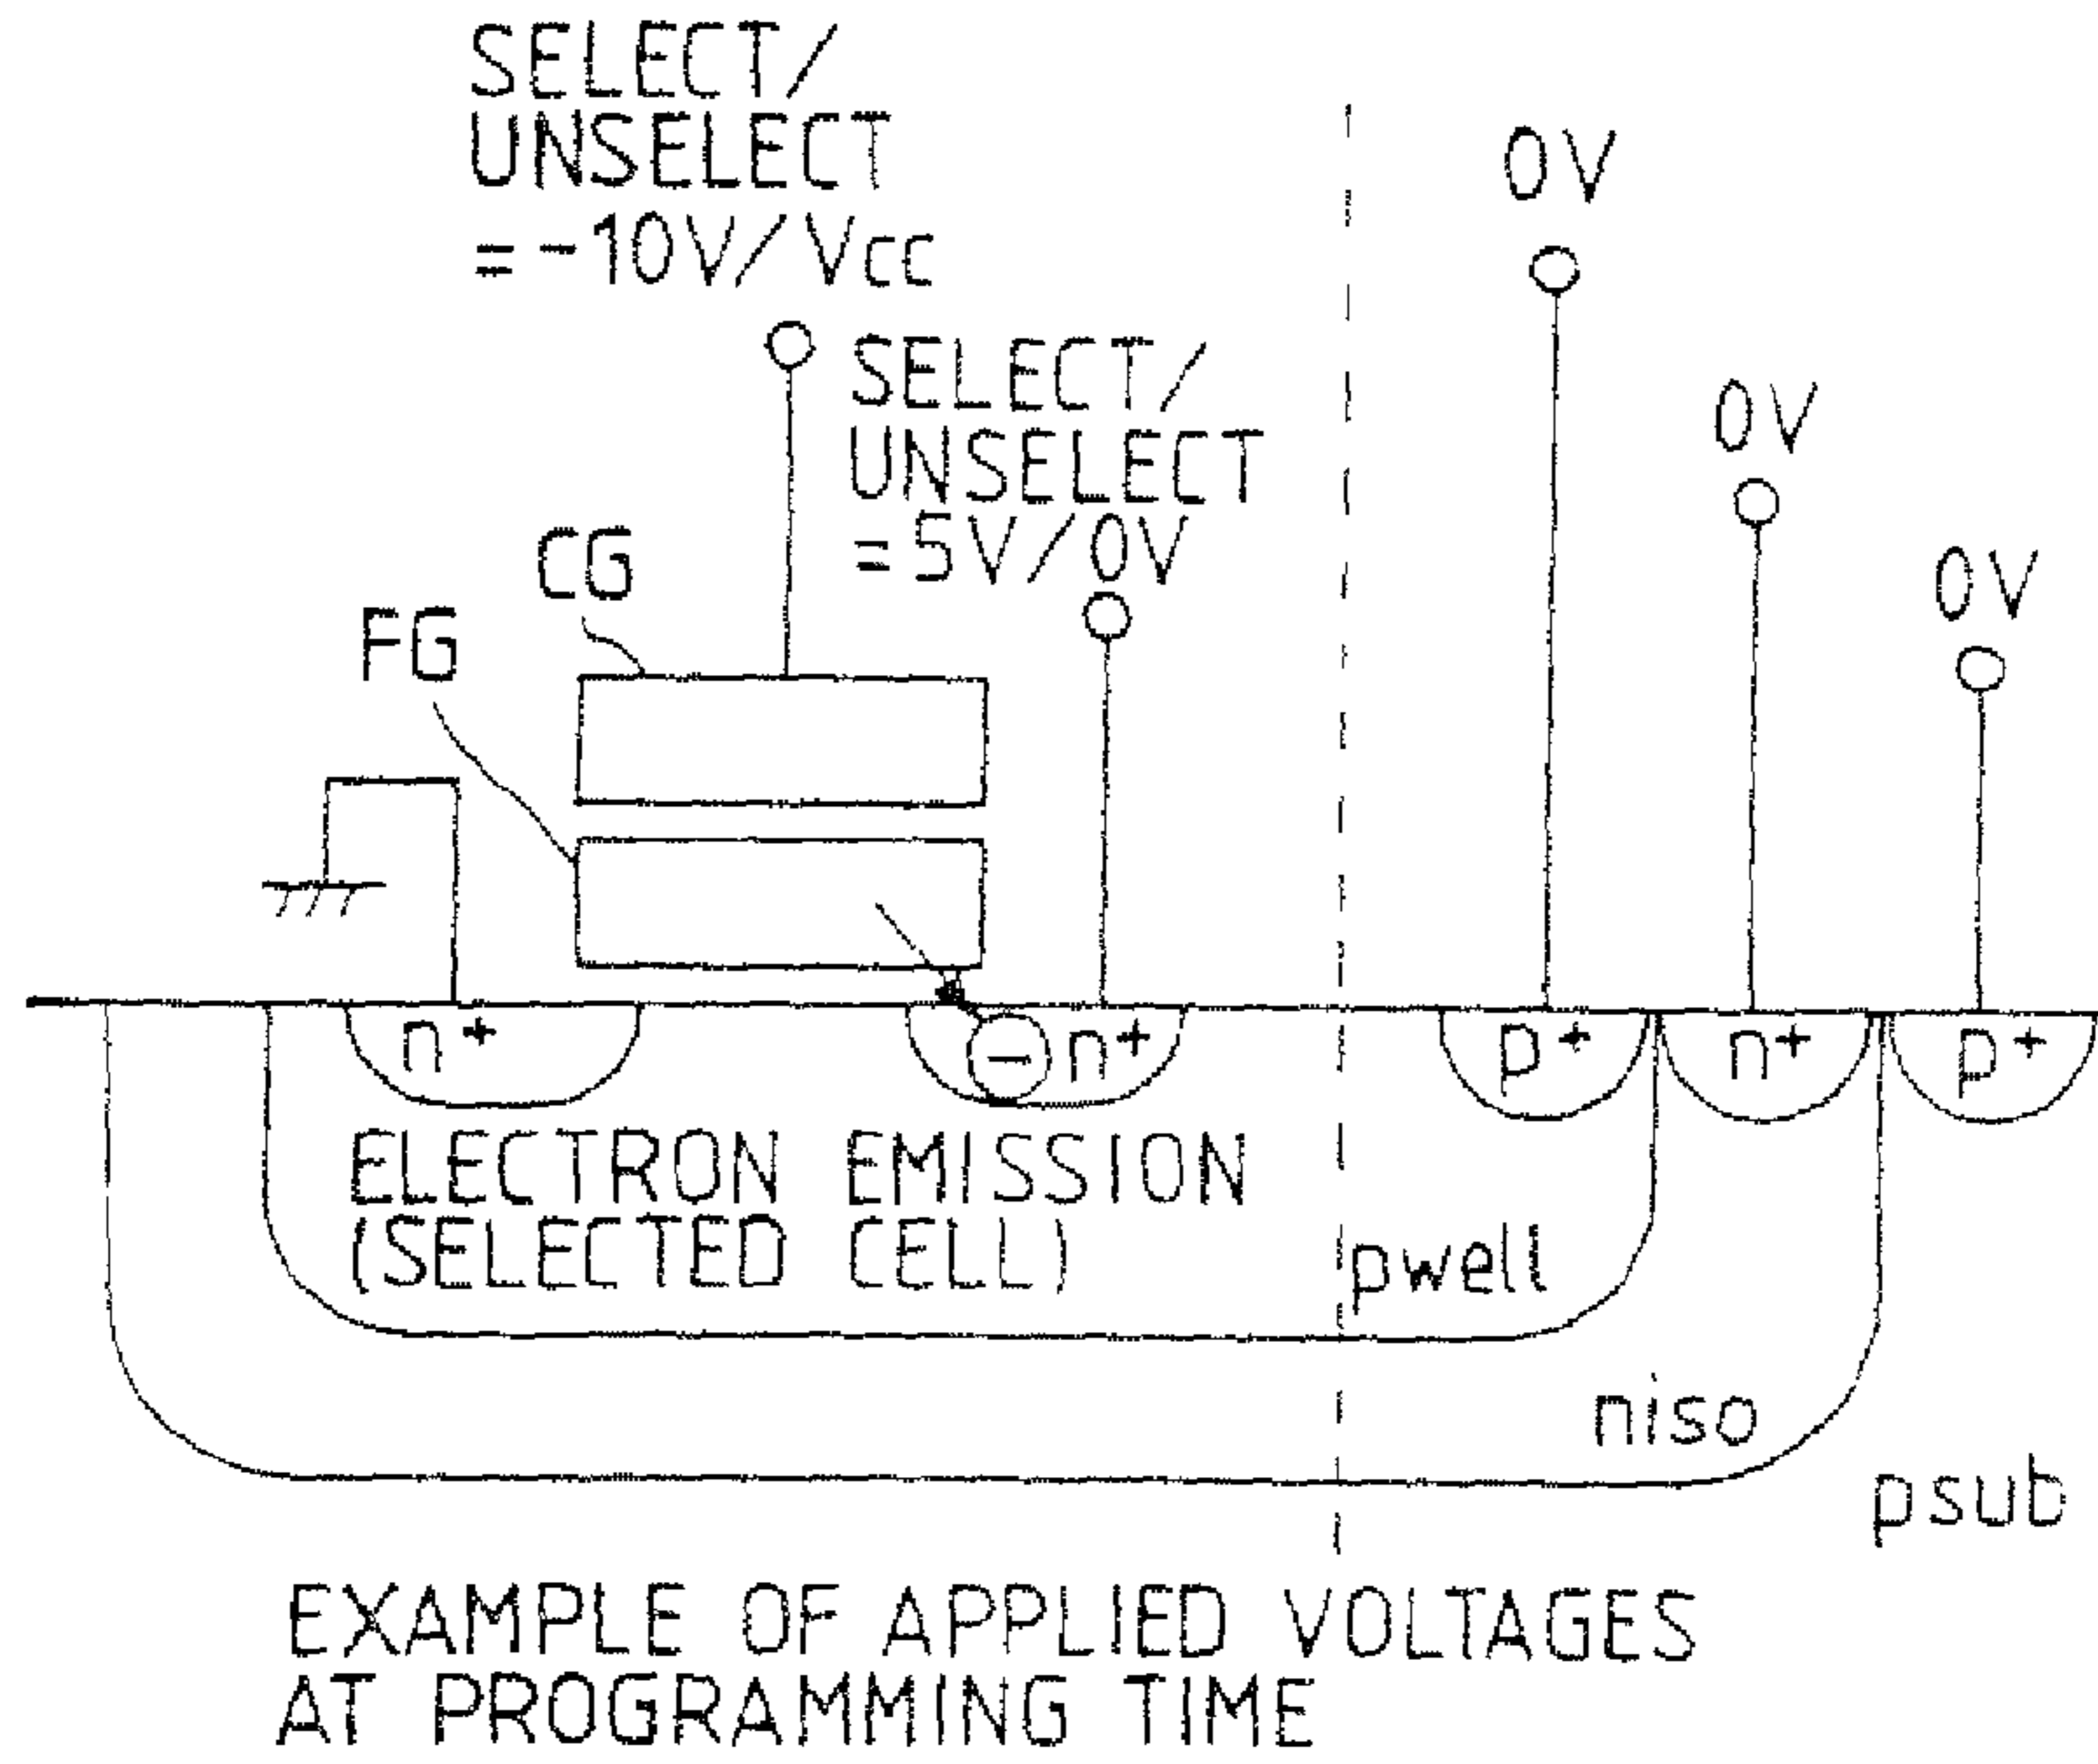 SELECT/
UNSELECT
=-10V/Vcc
0V
SELECT/
UNSELECT
=5V/0V
0V
0V
CG
FG
n+
- n+
p+
n+
p+
ELECTRON EMISSION
(SELECTED CELL)
pwell
niso
psub
EXAMPLE OF APPLIED VOLTAGES
AT PROGRAMMING TIME